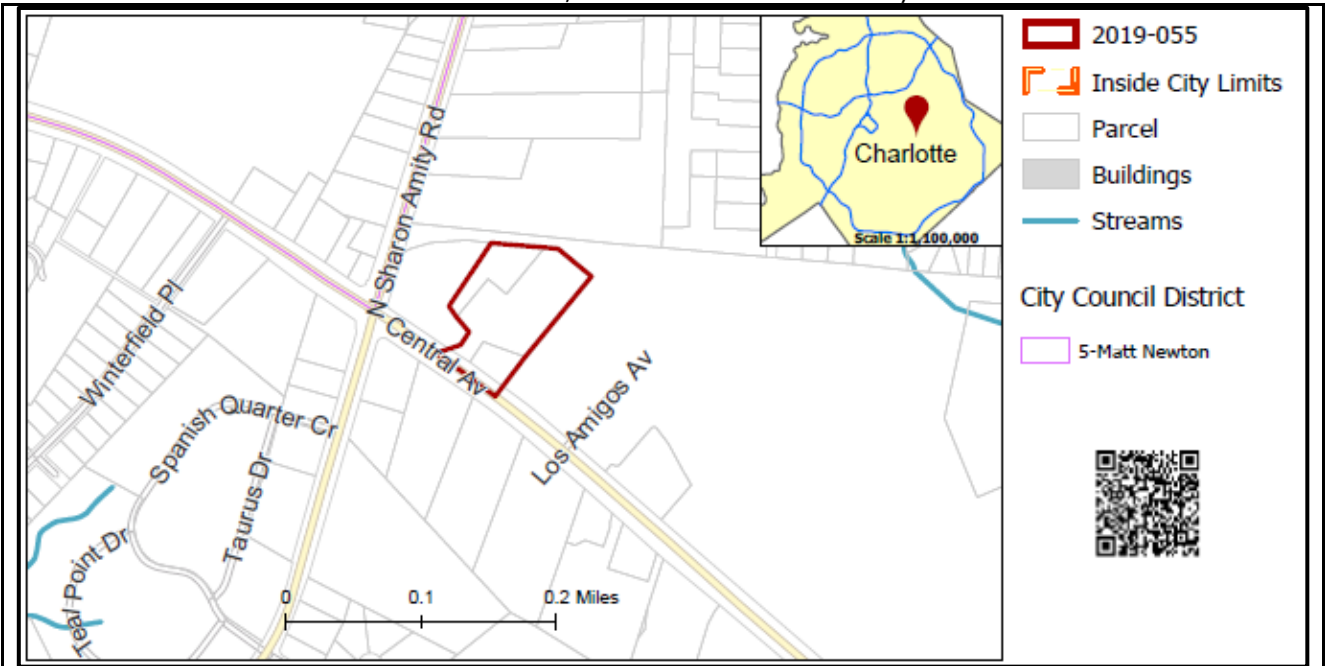 2019-055
Inside City Limits
Parcel
Buildings
Streams
City Council District
5-Matt Newton
Charlotte
Scale 1:1,100,000
N Sharon Amity Rd
N
Central Av
Winterfield Pl
Spanish Quarter Cr
Taurus Dr
Teal Point Dr
Los Amigos Av
0 0.1 0.2 Miles